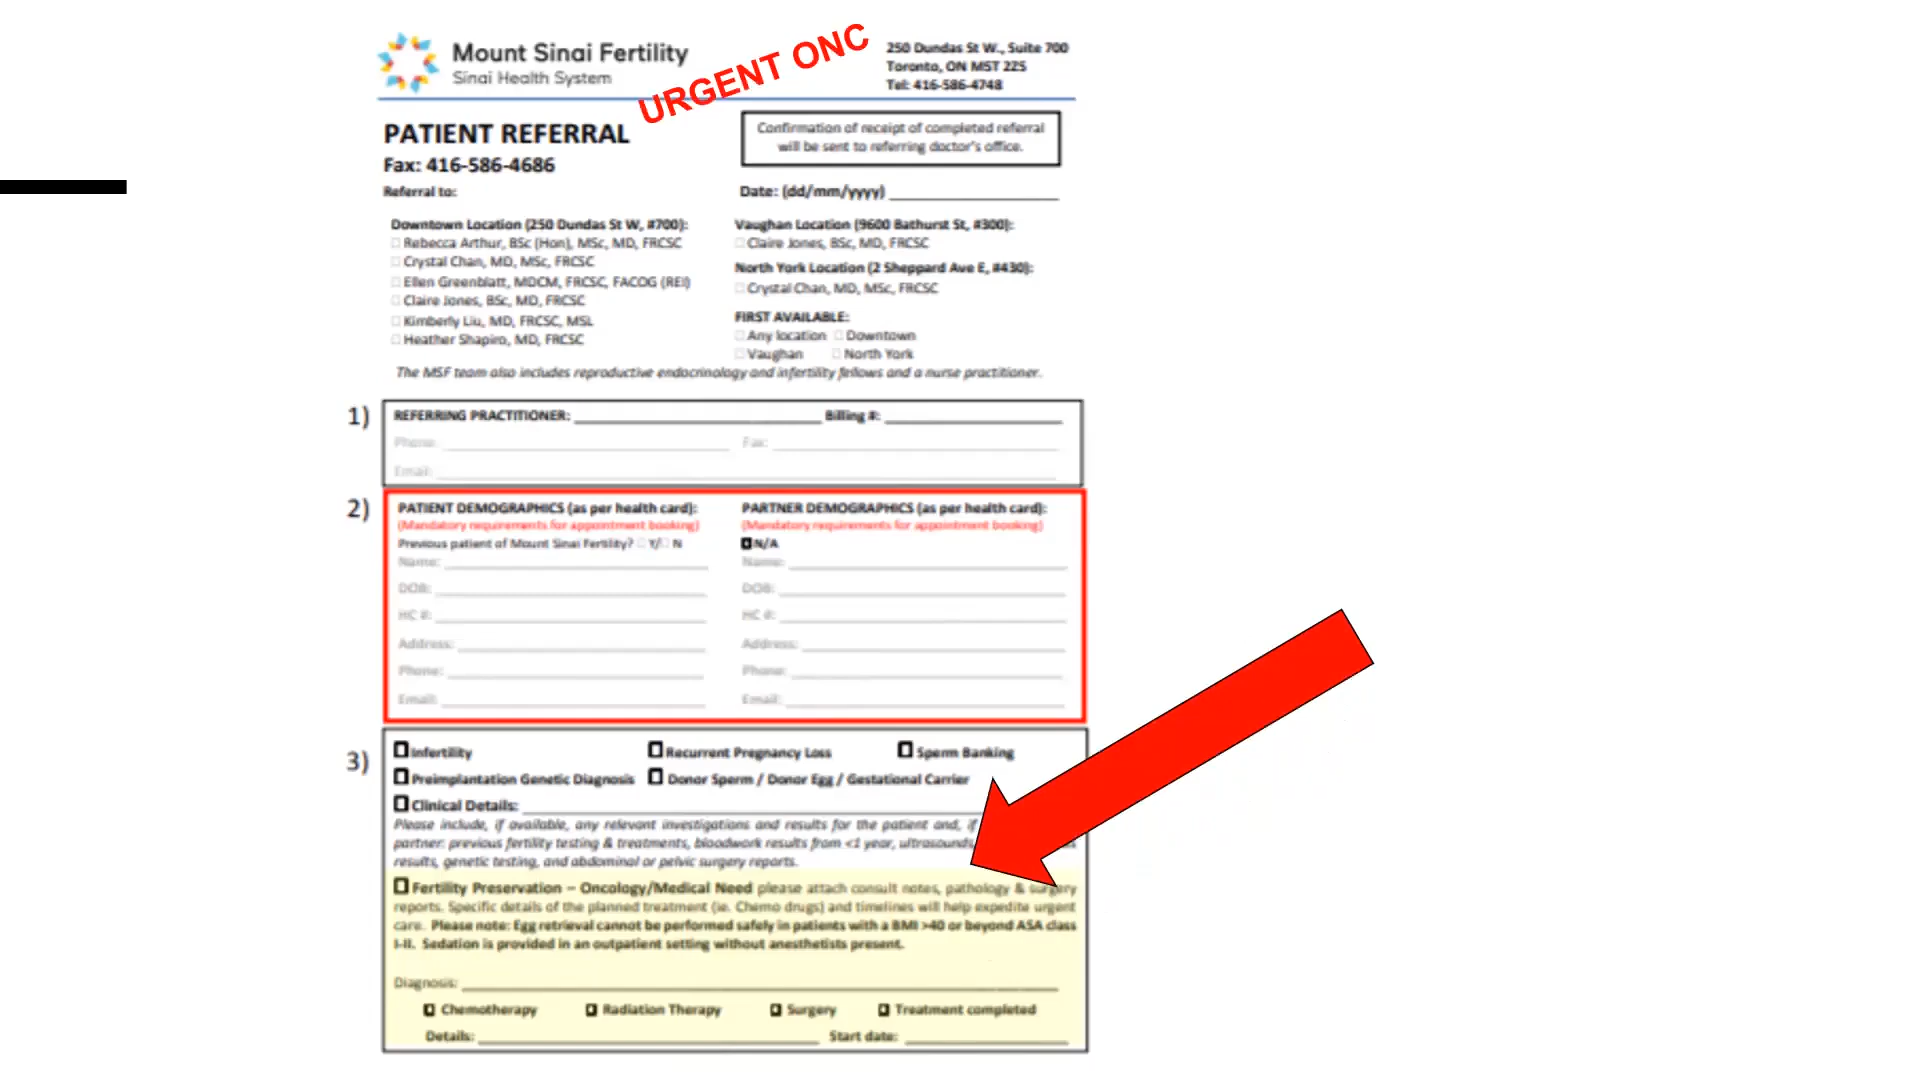 Mount Sinai Fertility
Sinai Health System
URGENT ONC
250 Dundas St W., Suite 700
Toronto, ON M5T 2Z5
Tel: 416-586-4748
PATIENT REFERRAL
Fax: 416-586-4686
Confirmation of receipt of completed referral
will be sent to referring doctor's office.
Referral to:
Date: (dd/mm/yyyy)
Downtown Location (250 Dundas St W, #700):
Rebecca Arthur, BSc (Hon), MSc, MD, FRCSC
Crystal Chan, MD, MSc, FRCSC
Ellen Greenblatt, MDCM, FRCSC, FACOG (REI)
Claire Jones, BSc, MD, FRCSC
Kimberly Liu, MD, FRCSC, MSL
Heather Shapiro, MD, FRCSC
Vaughan Location (9600 Bathurst St, #300):
Claire Jones, BSc, MD, FRCSC
North York Location (2 Sheppard Ave E, #430):
Crystal Chan, MD, MSc, FRCSC
FIRST AVAILABLE:
Any location Downtown
Vaughan North York
The MSF team also includes reproductive endocrinology and infertility fellows and a nurse practitioner.
1) REFERRING PRACTITIONER: Billing #:
Phone: Fax:
Email:
2) PATIENT DEMOGRAPHICS (as per health card):
(Mandatory requirements for appointment booking)
Previous patient of Mount Sinai Fertility? Y/ N
Name:
DOB:
HC #:
Address:
Phone:
Email:
PARTNER DEMOGRAPHICS (as per health card):
(Mandatory requirements for appointment booking)
N/A
Name:
DOB:
HC #:
Address:
Phone:
Email:
3) Infertility Recurrent Pregnancy Loss Sperm Banking
Preimplantation Genetic Diagnosis Donor Sperm / Donor Egg / Gestational Carrier
Clinical Details:
Please include, if available, any relevant investigations and results for the patient and, if
partner: previous fertility testing & treatments, bloodwork results from <1 year, ultrasounds,
results, genetic testing, and abdominal or pelvic surgery reports.
Fertility Preservation – Oncology/Medical Need please attach consult notes, pathology & surgery
reports. Specific details of the planned treatment (ie. Chemo drugs) and timelines will help expedite urgent
care. Please note: Egg retrieval cannot be performed safely in patients with a BMI >40 or beyond ASA class
I-II. Sedation is provided in an outpatient setting without anesthetists present.
Diagnosis:
Chemotherapy Radiation Therapy Surgery Treatment completed
Details: Start date: